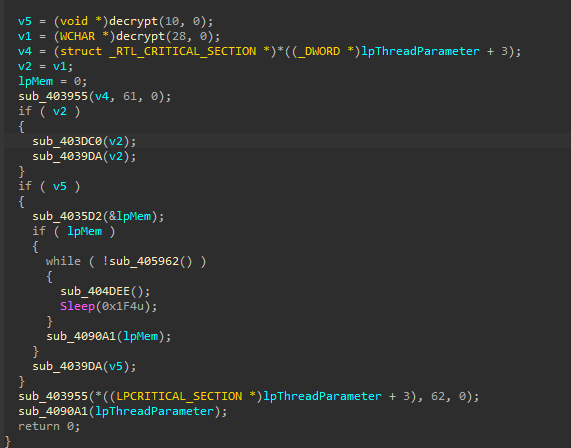 v5 = (void *)decrypt(10, 0);
v1 = (WCHAR *)decrypt(28, 0);
v4 = (struct _RTL_CRITICAL_SECTION *)*((_DWORD *)lpThreadParameter + 3);
v2 = v1;
lpMem = 0;
sub_403955(v4, 61, 0);
if ( v2 )
{
sub_403DC0(v2);
sub_4039DA(v2);
}
if ( v5 )
{
sub_4035D2(&lpMem);
if ( lpMem )
{
while ( !sub_405962() )
{
sub_404DEE();
Sleep(0x1F4u);
}
sub_4090A1(lpMem);
}
sub_4039DA(v5);
}
sub_403955(*((LPCRITICAL_SECTION *)lpThreadParameter + 3), 62, 0);
sub_4090A1(lpThreadParameter);
return 0;
}